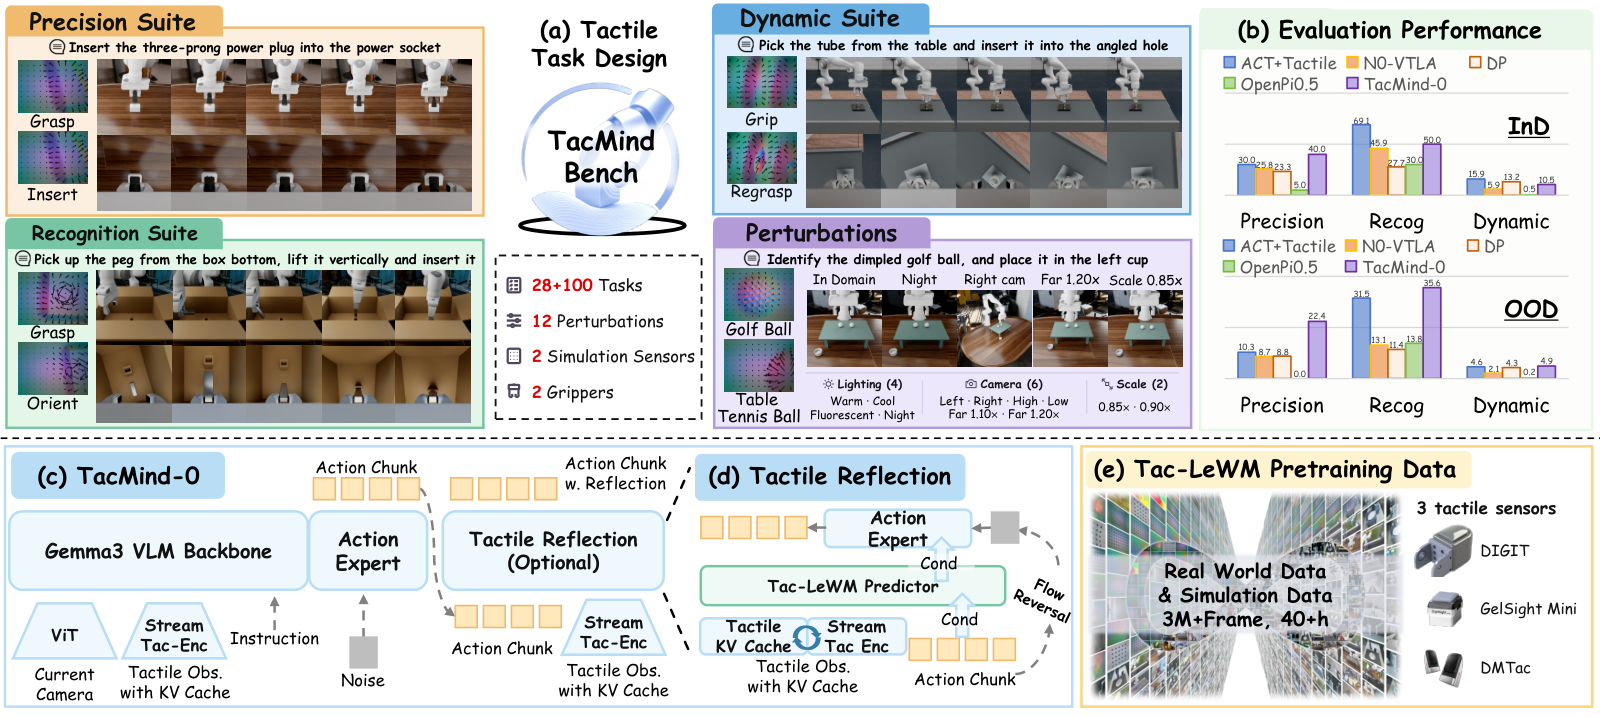 Precision Suite
Insert the three-prong power plug into the power socket
Grasp
Insert
Recognition Suite
Pick up the peg from the box bottom, lift it vertically and insert it
Grasp
Orient
(a) Tactile
Task Design
TacMind
Bench
28+100 Tasks
12 Perturbations
2 Simulation Sensors
2 Grippers
Dynamic Suite
Pick the tube from the table and insert it into the angled hole
Grip
Regrasp
Perturbations
Identify the dimpled golf ball, and place it in the left cup
In Domain
Night
Right cam
Far 1.20x
Scale 0.85x
Golf Ball
Table
Tennis Ball
Lighting (4)
Warm · Cool
Fluorescent · Night
Camera (6)
Left · Right · High · Low
Far 1.10× · Far 1.20×
Scale (2)
0.85× · 0.90×
(b) Evaluation Performance
ACT+Tactile
N0-VTLA
DP
OpenPi0.5
TacMind-0
InD
30.0
25.8
23.3
5.0
40.0
69.1
45.9
27.7
30.0
50.0
15.9
5.9
13.2
0.5
10.5
Precision
Recog
Dynamic
ACT+Tactile
N0-VTLA
DP
OpenPi0.5
TacMind-0
OOD
10.3
8.7
8.8
0.0
22.4
31.5
13.1
11.4
13.8
35.6
4.6
2.1
4.3
0.2
4.9
Precision
Recog
Dynamic
(c) TacMind-0
Action Chunk
Action Chunk
w. Reflection
Gemma3 VLM Backbone
Action
Expert
Tactile Reflection
(Optional)
ViT
Stream
Tac-Enc
Instruction
Current
Camera
Tactile Obs.
with KV Cache
Noise
Action Chunk
Stream
Tac-Enc
Tactile Obs.
with KV Cache
(d) Tactile Reflection
Action
Expert
Cond
Tac-LeWM Predictor
Cond
Flow
Reversal
Tactile
KV Cache
Stream
Tac Enc
Tactile Obs.
with KV Cache
Action Chunk
(e) Tac-LeWM Pretraining Data
Real World Data
& Simulation Data
3M+Frame, 40+h
3 tactile sensors
DIGIT
GelSight Mini
DMTac